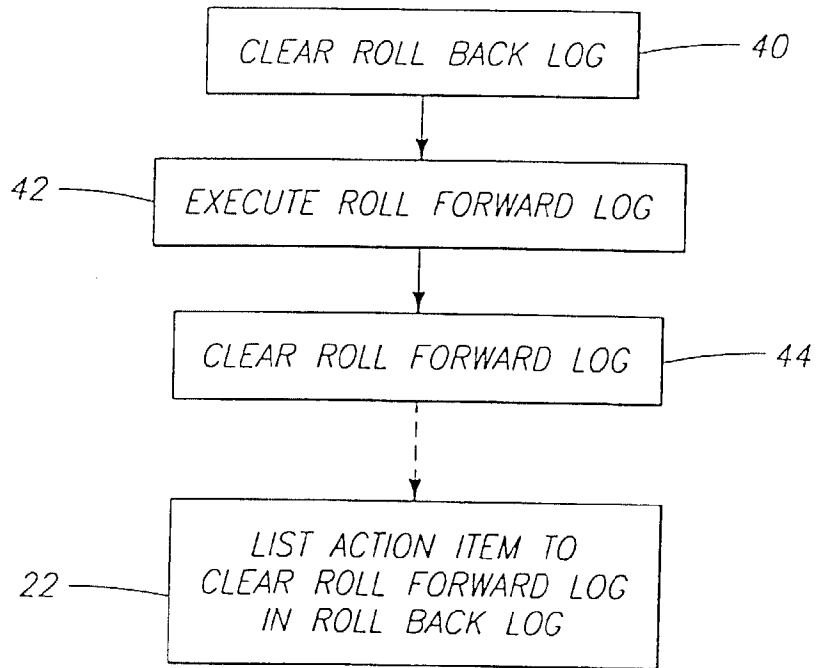 CLEAR ROLL BACK LOG
40
42
EXECUTE ROLL FORWARD LOG
CLEAR ROLL FORWARD LOG
44
LIST ACTION ITEM TO
22
CLEAR ROLL FORWARD LOG
IN ROLL BACK LOG